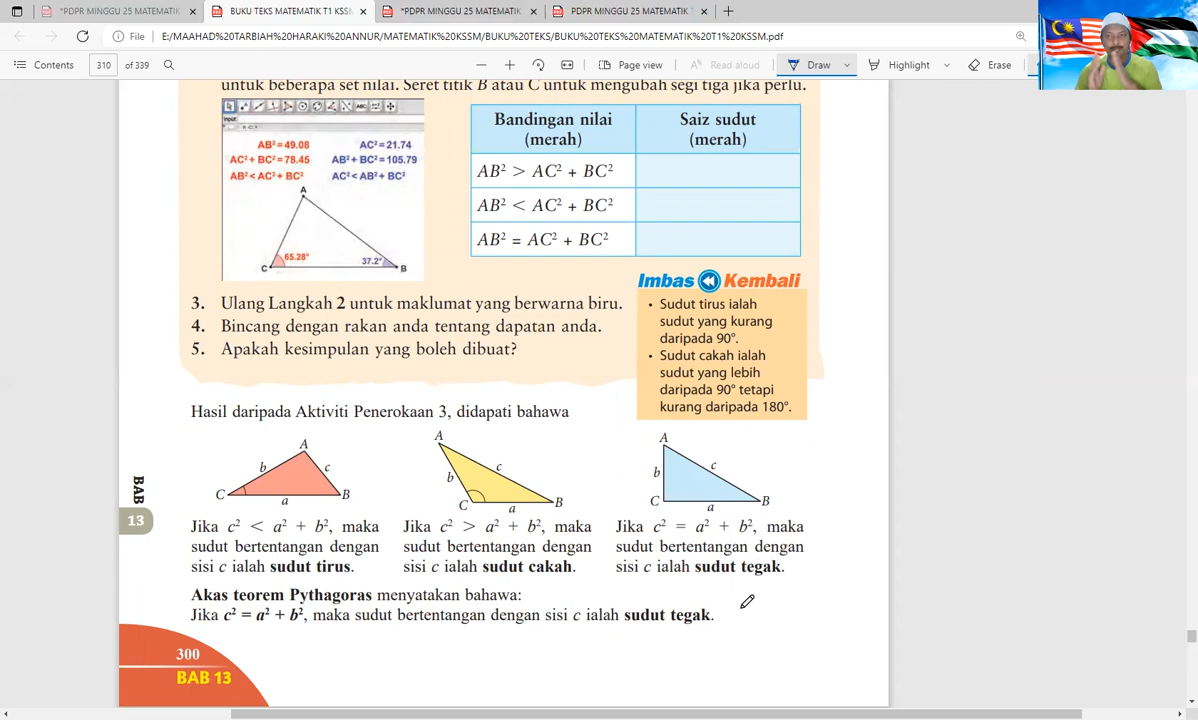 *PDPR MINGGU 25 MATEMATIK
BUKU TEKS MATEMATIK T1 KSSM
*PDPR MINGGU 25 MATEMATIK
PDPR MINGGU 25 MATEMATIK T
File
E:/MAAHAD%20TARBIAH%20HARAKI%20ANNUR/MATEMATIK%20KSSM/BUKU%20TEKS/BUKU%20TEKS%20MATEMATIK%20T1%20KSSM.pdf
Contents
310 of 339
Page view
Read aloud
Draw
Highlight
Erase
untuk beberapa set nilai. Seret titik B atau C untuk mengubah segi tiga jika perlu.
Input:
AB² = 49.08 AC² = 21.74
AC² + BC² = 78.45 AB² + BC² = 105.79
AB² < AC² + BC² AC² < AB² + BC²
A
65.28° 37.2°
C B
Bandingan nilai (merah) Saiz sudut (merah)
AB² > AC² + BC²
AB² < AC² + BC²
AB² = AC² + BC²
3. Ulang Langkah 2 untuk maklumat yang berwarna biru.
4. Bincang dengan rakan anda tentang dapatan anda.
5. Apakah kesimpulan yang boleh dibuat?
Imbas Kembali
• Sudut tirus ialah
sudut yang kurang
daripada 90°.
• Sudut cakah ialah
sudut yang lebih
daripada 90° tetapi
kurang daripada 180°.
Hasil daripada Aktiviti Penerokaan 3, didapati bahawa
A
b c
C a B
A
b c
C a B
A
b c
C a B
Jika c² < a² + b², maka
sudut bertentangan dengan
sisi c ialah sudut tirus.
Jika c² > a² + b², maka
sudut bertentangan dengan
sisi c ialah sudut cakah.
Jika c² = a² + b², maka
sudut bertentangan dengan
sisi c ialah sudut tegak.
BAB
13
Akas teorem Pythagoras menyatakan bahawa:
Jika c² = a² + b², maka sudut bertentangan dengan sisi c ialah sudut tegak.
300
BAB 13